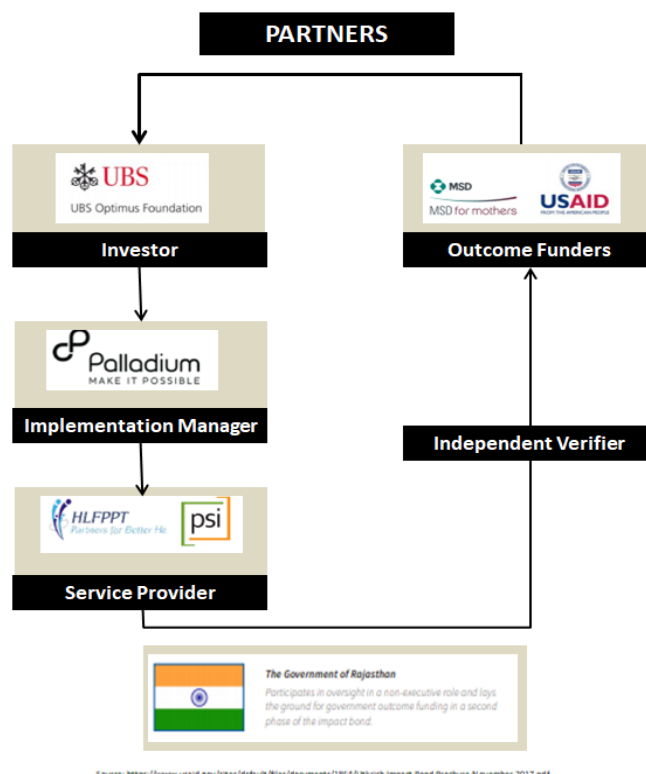 PARTNERS
UBS
UBS Optimus Foundation
Investor
MSD
MSD for mothers
USAID
FROM THE AMERICAN PEOPLE
Outcome Funders
Palladium
MAKE IT POSSIBLE
Implementation Manager
Independent Verifier
HLFPPT
Partners for Better He
psi
Service Provider
The Government of Rajasthan
Participates in oversight in a non-executive role and lays
the ground for government outcome funding in a second
phase of the impact bond.